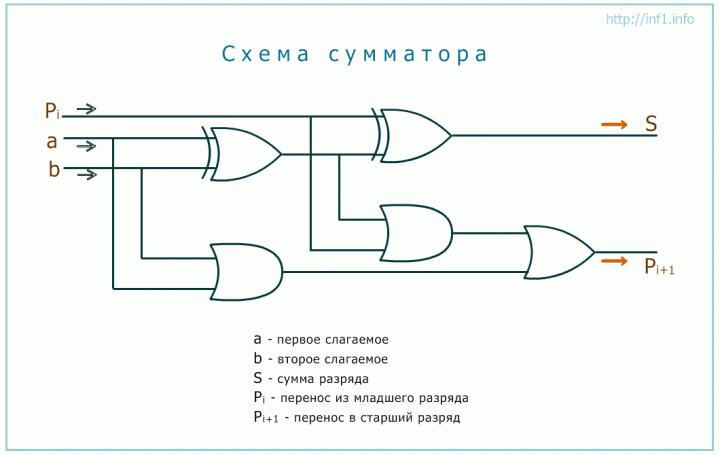 http://inf1.info
Схема сумматора
Pi
a
b
S
Pi+1
a - первое слагаемое
b - второе слагаемое
S - сумма разряда
Pi - перенос из младшего разряда
Pi+1 - перенос в старший разряд